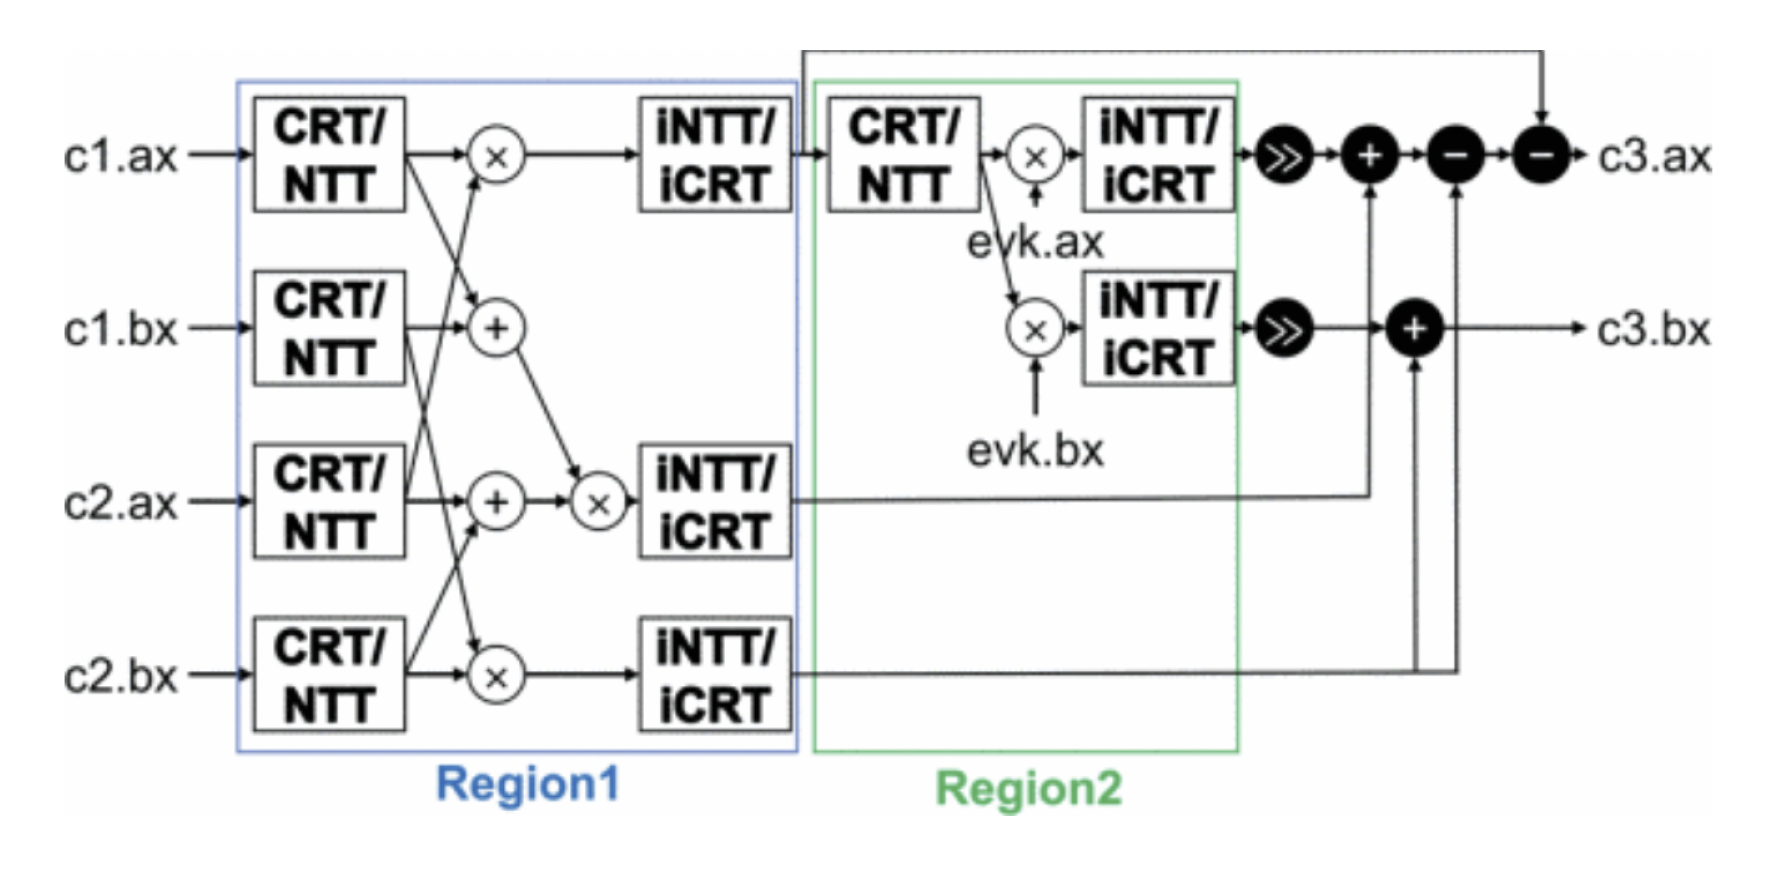 c1.ax
CRT/
NTT
×
iNTT/
iCRT
CRT/
NTT
×
iNTT/
iCRT
>>
+
−
−
c3.ax
evk.ax
c1.bx
CRT/
NTT
+
×
iNTT/
iCRT
>>
+
c3.bx
evk.bx
c2.ax
CRT/
NTT
+
×
iNTT/
iCRT
c2.bx
CRT/
NTT
×
iNTT/
iCRT
Region1
Region2